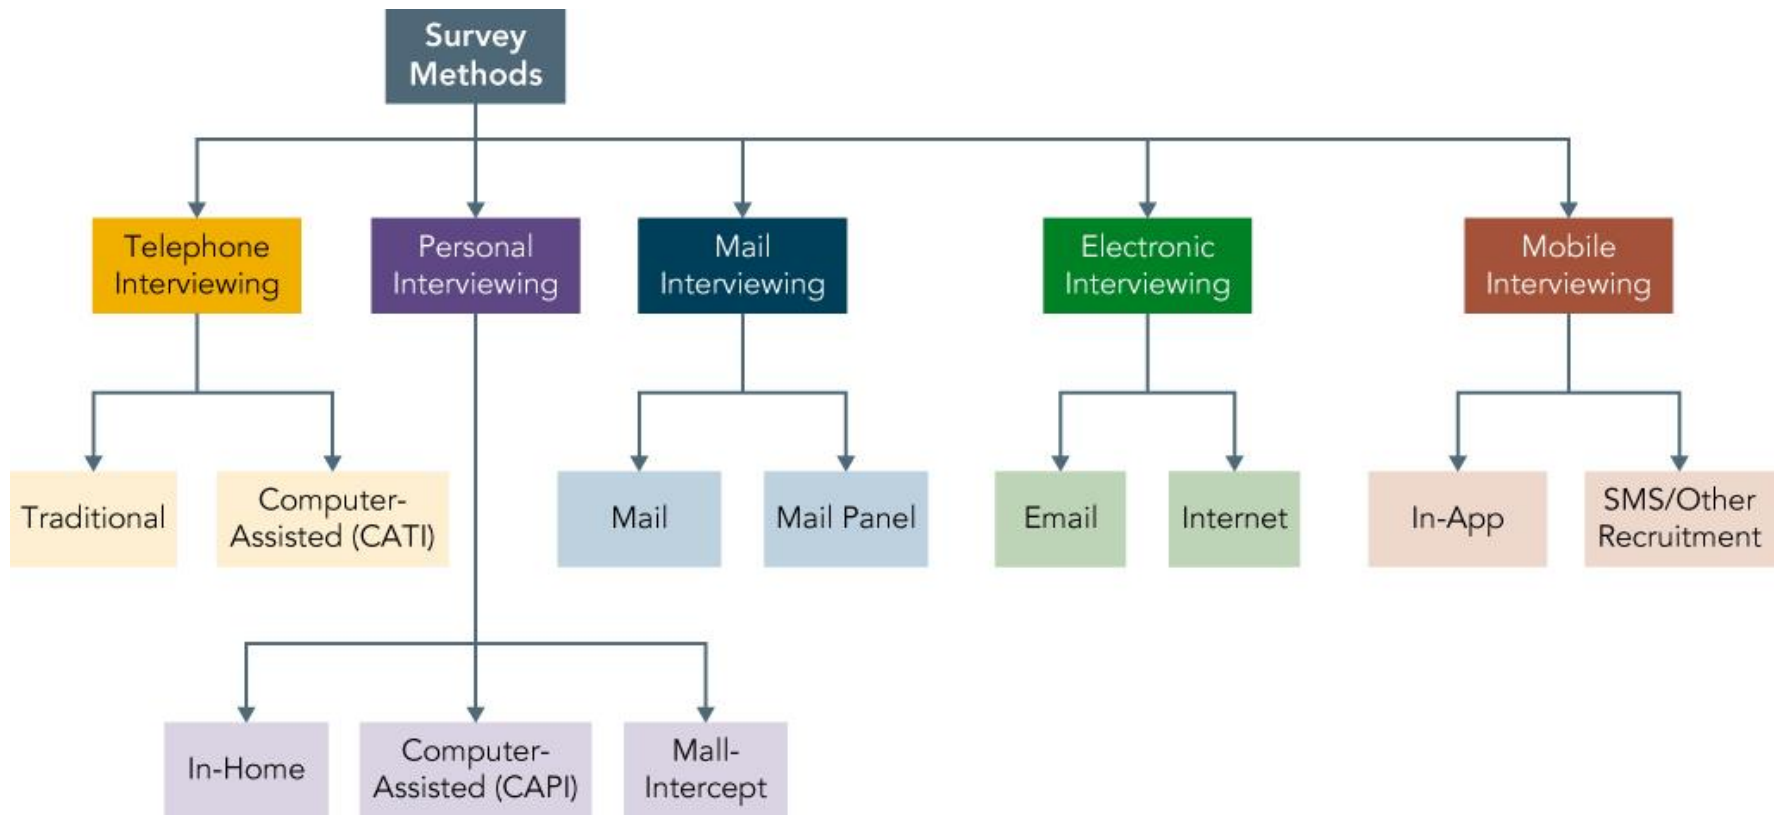 Survey
Methods
Telephone
Interviewing
Personal
Interviewing
Mail
Interviewing
Electronic
Interviewing
Mobile
Interviewing
Traditional
Computer-
Assisted (CATI)
Mail
Mail Panel
Email
Internet
In-App
SMS/Other
Recruitment
In-Home
Computer-
Assisted (CAPI)
Mall-
Intercept